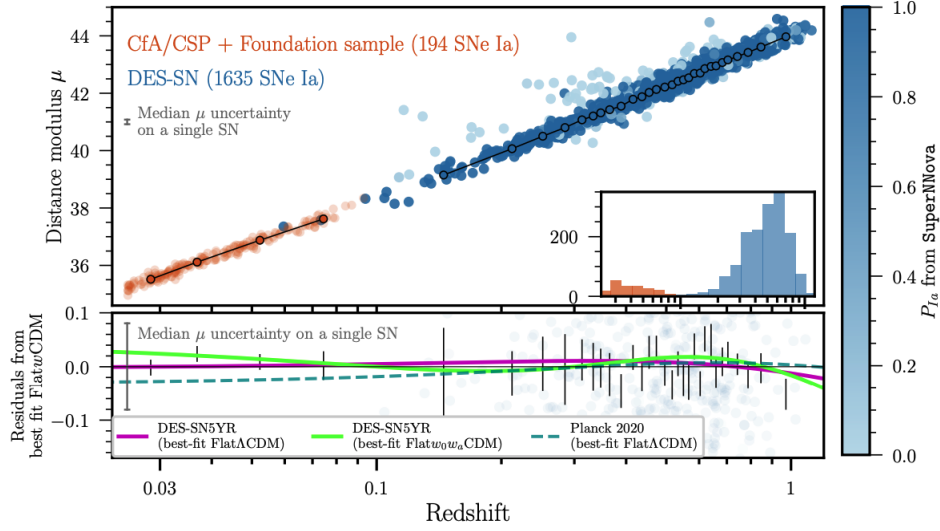 CfA/CSP + Foundation sample (194 SNe Ia)
DES-SN (1635 SNe Ia)
Median μ uncertainty
on a single SN
Distance modulus μ
44
42
40
38
36
200
0
1.0
0.8
0.6
0.4
0.2
0.0
P_{Ia} from SuperNNova
Median μ uncertainty on a single SN
Residuals from
best fit FlatwCDM
0.1
0.0
−0.1
DES-SN5YR
(best-fit FlatΛCDM)
DES-SN5YR
(best-fit Flatw₀wₐCDM)
Planck 2020
(best-fit FlatΛCDM)
0.03
0.1
1
Redshift